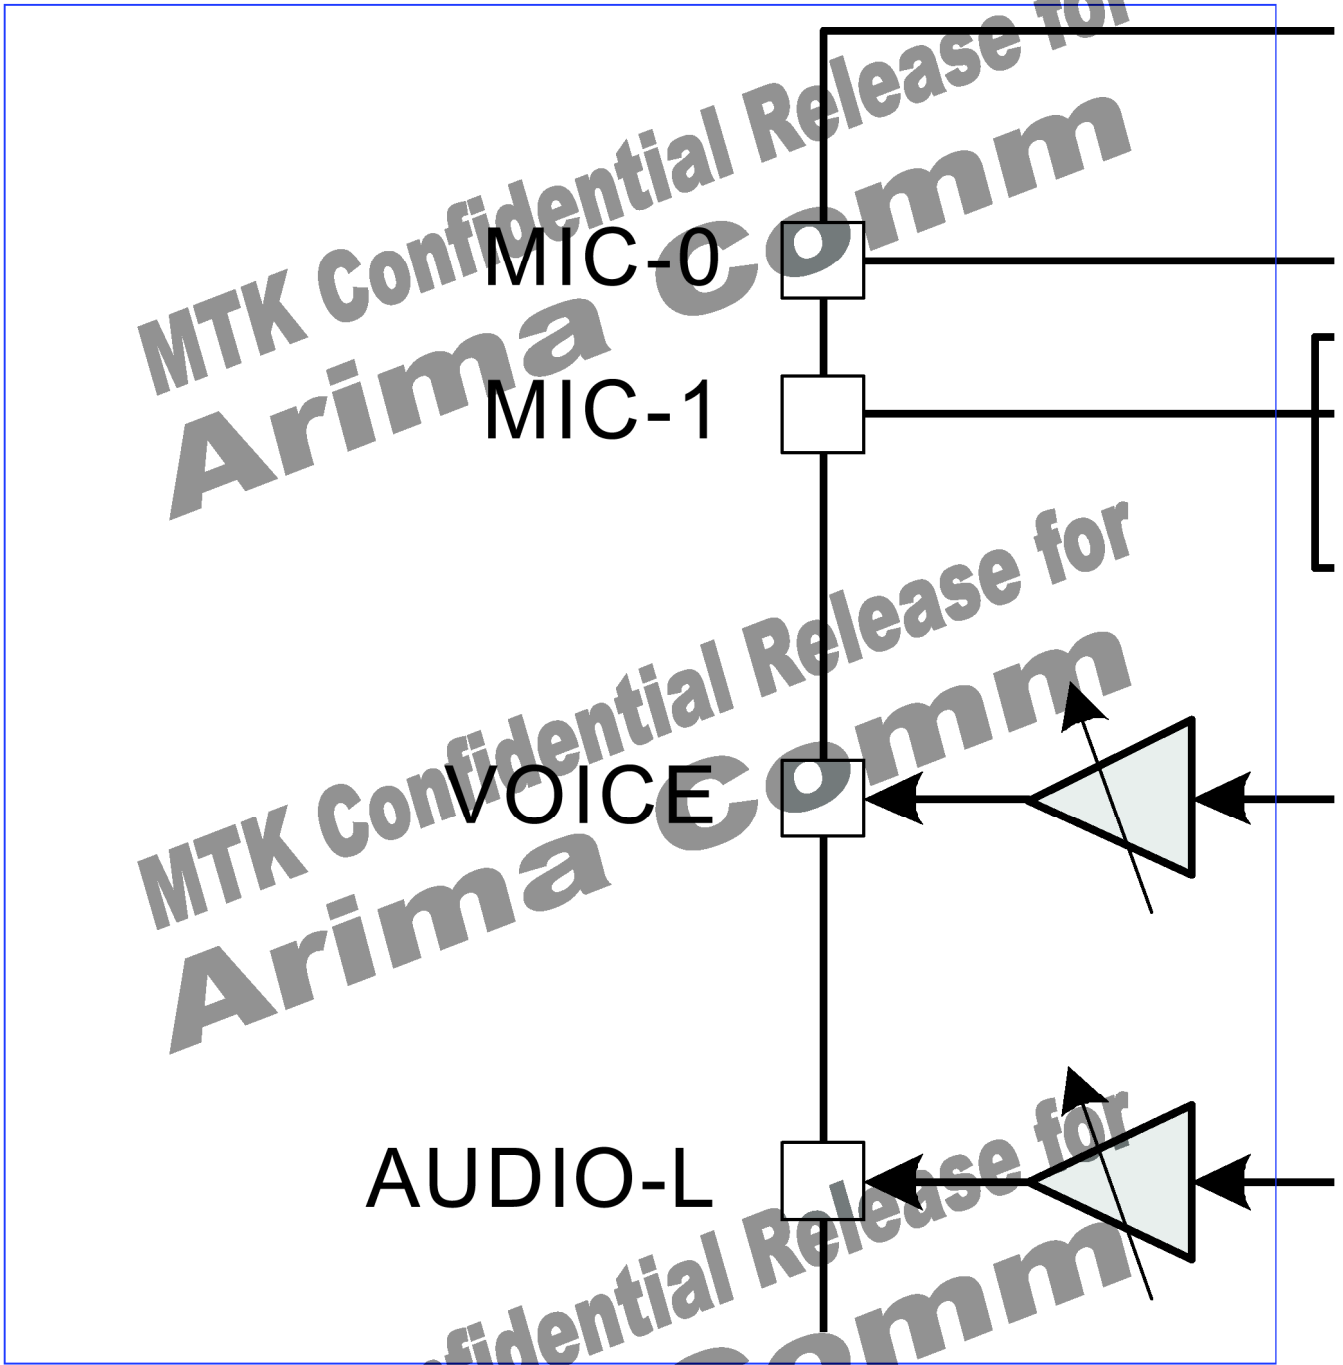 MTK Confidential Release for
Arima Comm
MIC-0
MIC-1
MTK Confidential Release for
Arima Comm
VOICE
AUDIO-L
Release for
Comm